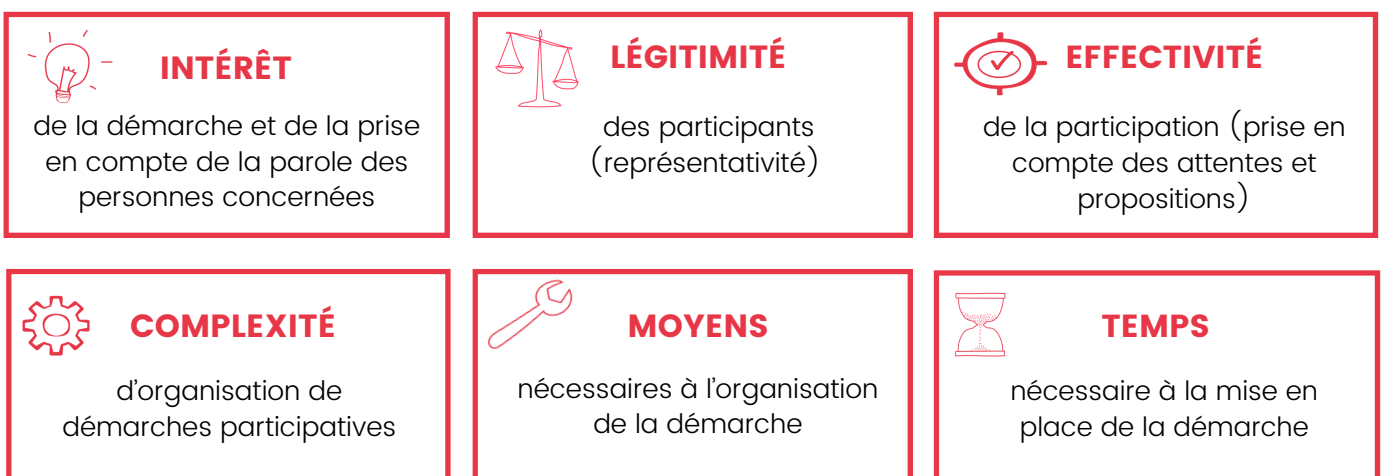 INTÉRÊT
de la démarche et de la prise
en compte de la parole des
personnes concernées
LÉGITIMITÉ
des participants
(représentativité)
EFFECTIVITÉ
de la participation (prise en
compte des attentes et
propositions)
COMPLEXITÉ
d'organisation de
démarches participatives
MOYENS
nécessaires à l'organisation
de la démarche
TEMPS
nécessaire à la mise en
place de la démarche